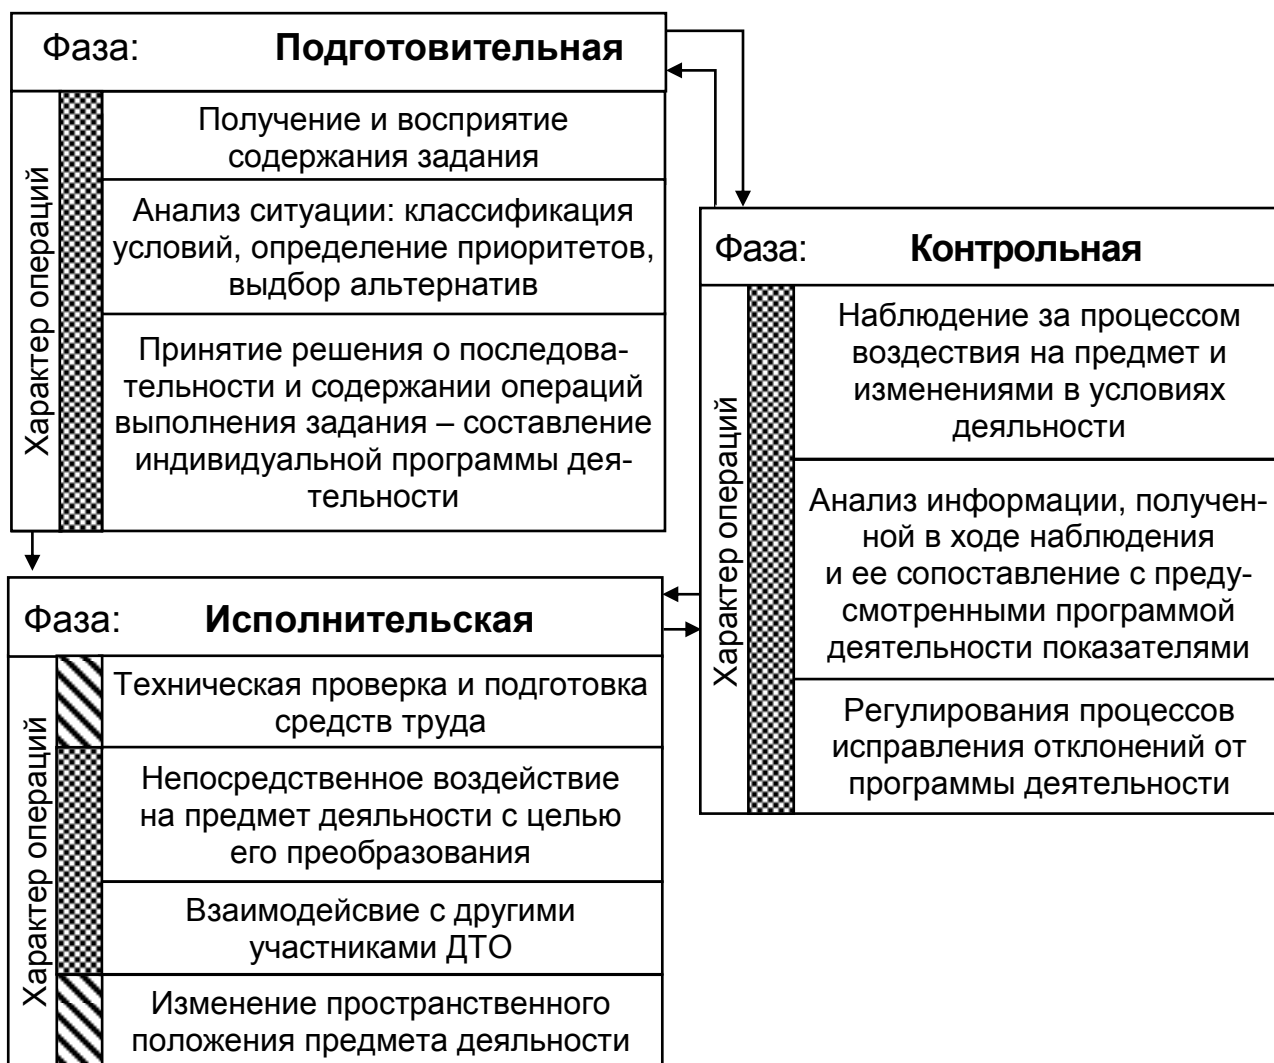 Фаза: Подготовительная
Характер операций
Получение и восприятие
содержания задания
Анализ ситуации: классификация
условий, определение приоритетов,
выдбор альтернатив
Принятие решения о последова-
тельности и содержании операций
выполнения задания – составление
индивидуальной программы дея-
тельности
Фаза: Контрольная
Характер операций
Наблюдение за процессом
воздествия на предмет и
изменениями в условиях
деяльности
Анализ информации, получен-
ной в ходе наблюдения
и ее сопоставление с преду-
смотренными программой
деятельности показателями
Регулирования процессов
исправления отклонений от
программы деятельности
Фаза: Исполнительская
Характер операций
Техническая проверка и подготовка
средств труда
Непосредственное воздействие
на предмет деяльности с целью
его преобразования
Взаимодейсвие с другими
участниками ДТО
Изменение пространственного
положения предмета деяльности